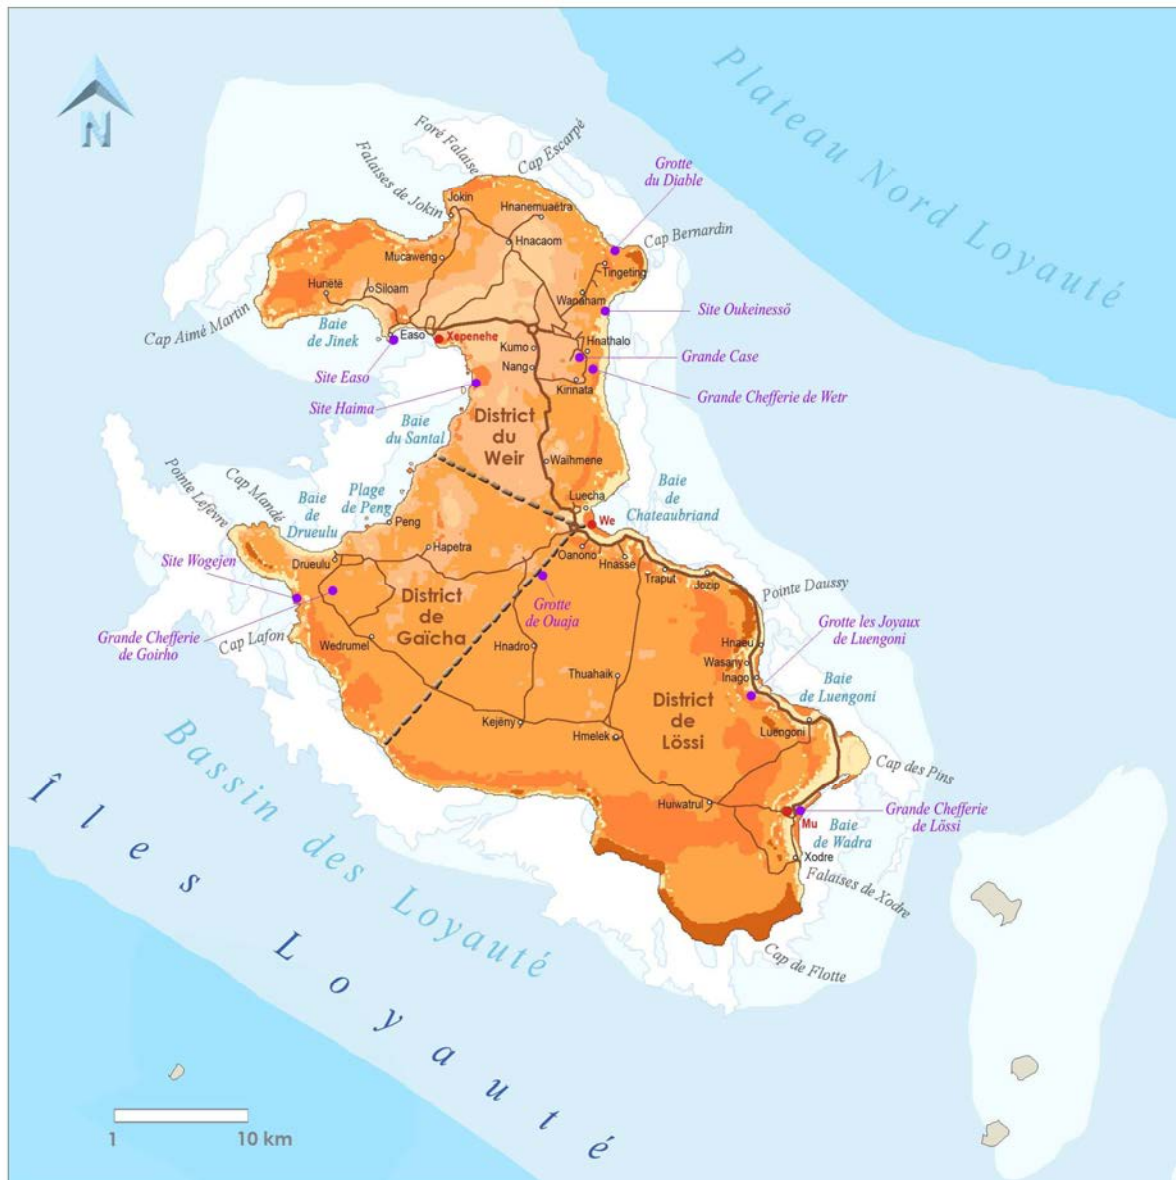 N
Plateau Nord Loyauté
Foré Falaise
Cap Escarpé
Falaises de Jokin
Grotte
du Diable
Jokin
Hnanemuaëtra
Hnacaom
Cap Bernardin
Mucaweng
Tingeting
Hunëtë
Siloam
Wapaham
Cap Aimé Martin
Site Oukeinessö
Baie
de Jinek
Easo
Xepenehe
Kumo
Hnathalo
Grande Case
Nang
Site Easo
Kinnata
Grande Chefferie de Wetr
Site Haima
District
du
Weir
Baie
du Santal
Waihmene
Pointe Lefèvre
Cap Mandé
Baie
de
Drueulu
Plage
de Peng
Baie
de
Chateaubriand
Luecha
We
Peng
Hapetra
Oanono
Hnasse
Traput
Jozip
Drueulu
Site Wogejen
Pointe Daussy
District
de
Gaïcha
Grotte
de Ouaja
Grande Chefferie
de Goirho
Cap Lafon
Grotte les Joyaux
de Luengoni
Wedrumel
Hnadro
Hnaeu
Wasany
Inago
Thuahaik
Baie
de Luengoni
District
de
Lössi
Kejëny
Hmelek
Luengoni
Cap des Pins
Huiwatrul
Grande Chefferie
de Lössi
Mu
Baie
de Wadra
Xodre
Falaises de Xodre
Cap de Flotte
Bassin des Loyauté
Îles Loyauté
1 10 km